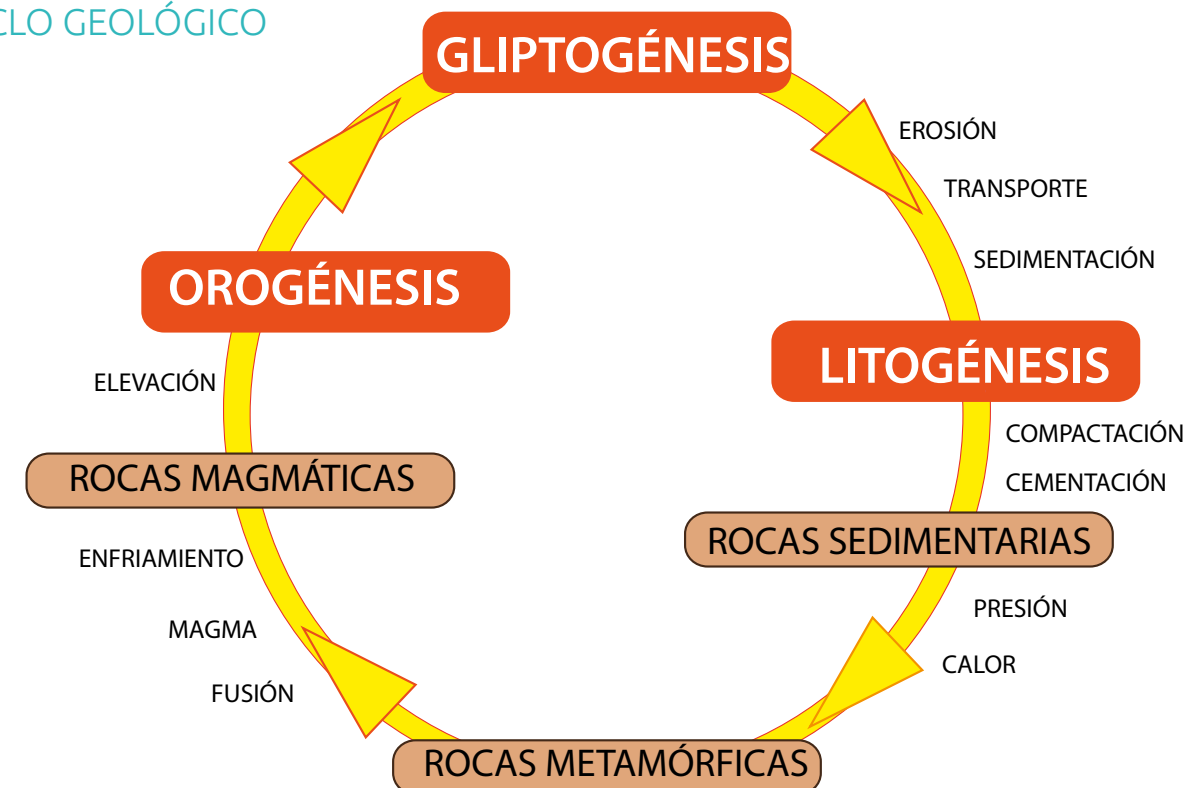 CLO GEOLÓGICO
GLIPTOGÉNESIS
EROSIÓN
TRANSPORTE
SEDIMENTACIÓN
LITOGÉNESIS
COMPACTACIÓN
CEMENTACIÓN
ROCAS SEDIMENTARIAS
PRESIÓN
CALOR
ROCAS METAMÓRFICAS
FUSIÓN
MAGMA
ENFRIAMIENTO
ROCAS MAGMÁTICAS
ELEVACIÓN
OROGÉNESIS